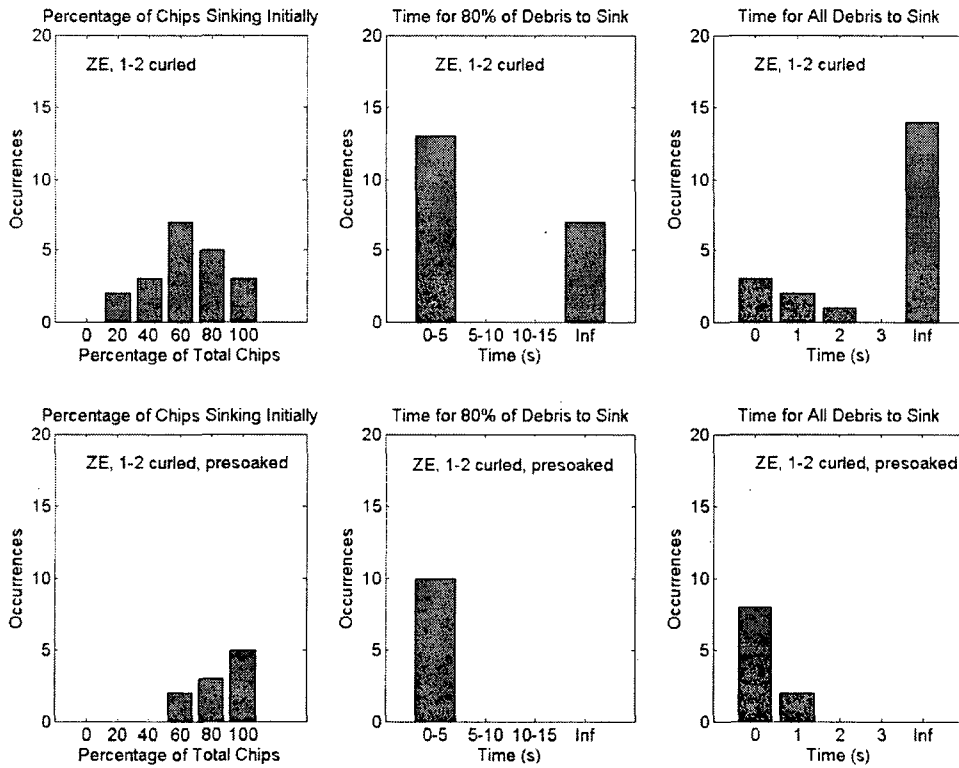 Percentage of Chips Sinking Initially
20
15
10
5
0
Occurrences
ZE, 1-2 curled
0 20 40 60 80 100
Percentage of Total Chips
Time for 80% of Debris to Sink
20
15
10
5
0
Occurrences
ZE, 1-2 curled
0-5 5-10 10-15 Inf
Time (s)
Time for All Debris to Sink
20
15
10
5
0
Occurrences
ZE, 1-2 curled
0 1 2 3 Inf
Time (s)
Percentage of Chips Sinking Initially
20
15
10
5
0
Occurrences
ZE, 1-2 curled, presoaked
0 20 40 60 80 100
Percentage of Total Chips
Time for 80% of Debris to Sink
20
15
10
5
0
Occurrences
ZE, 1-2 curled, presoaked
0-5 5-10 10-15 Inf
Time (s)
Time for All Debris to Sink
20
15
10
5
0
Occurrences
ZE, 1-2 curled, presoaked
0 1 2 3 Inf
Time (s)